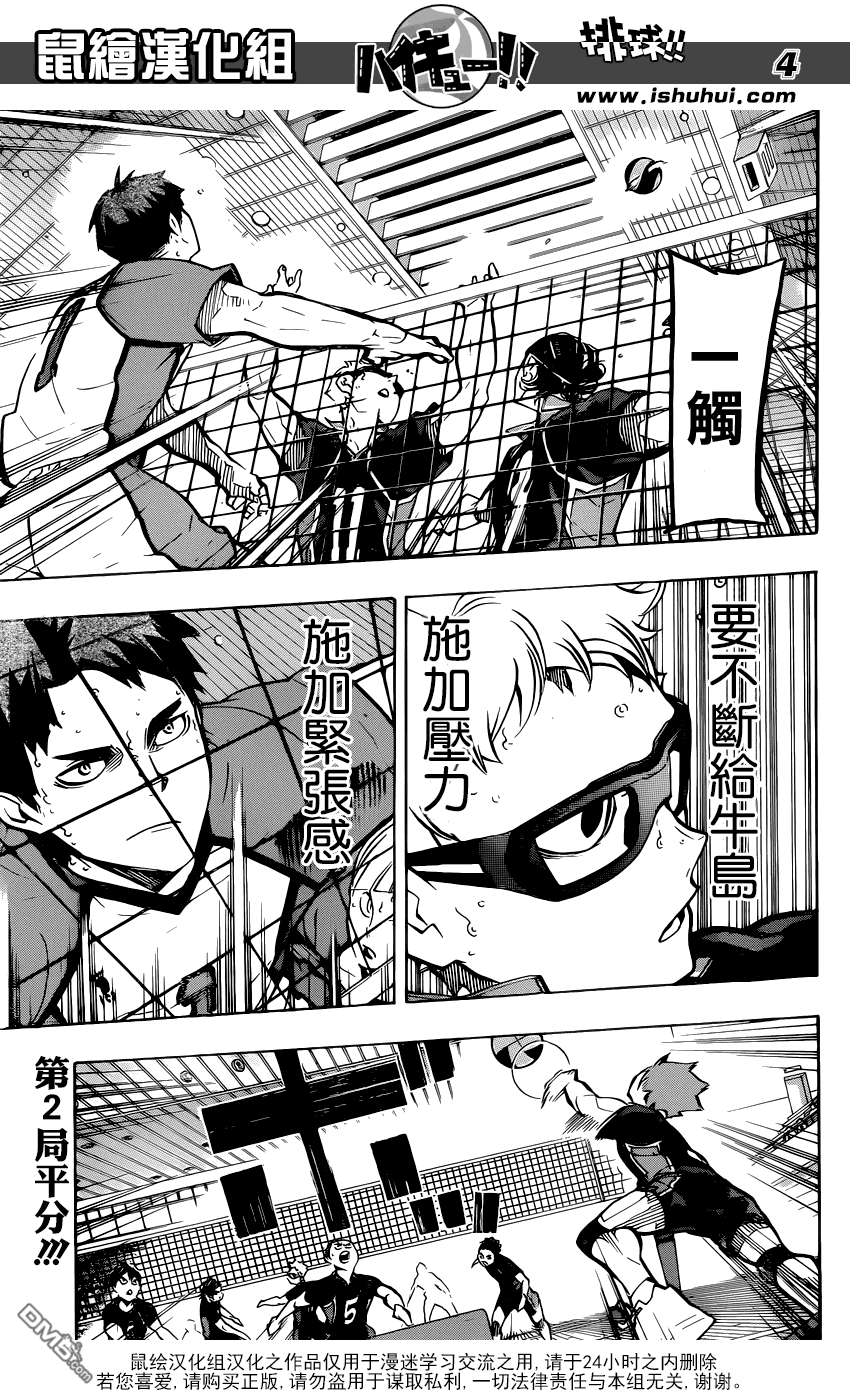 鼠繪漢化組
ハイキュー!!
排球!!
4
www.ishuhui.com
一觸
要不斷給牛島
施加壓力
施加緊張感
第2局平分!!!
5
DMB5.com
鼠绘汉化组汉化之作品仅用于漫迷学习交流之用,请于24小时之内删除
若您喜爱,请购买正版,请勿盗用于谋取私利,一切法律责任与本组无关,谢谢。